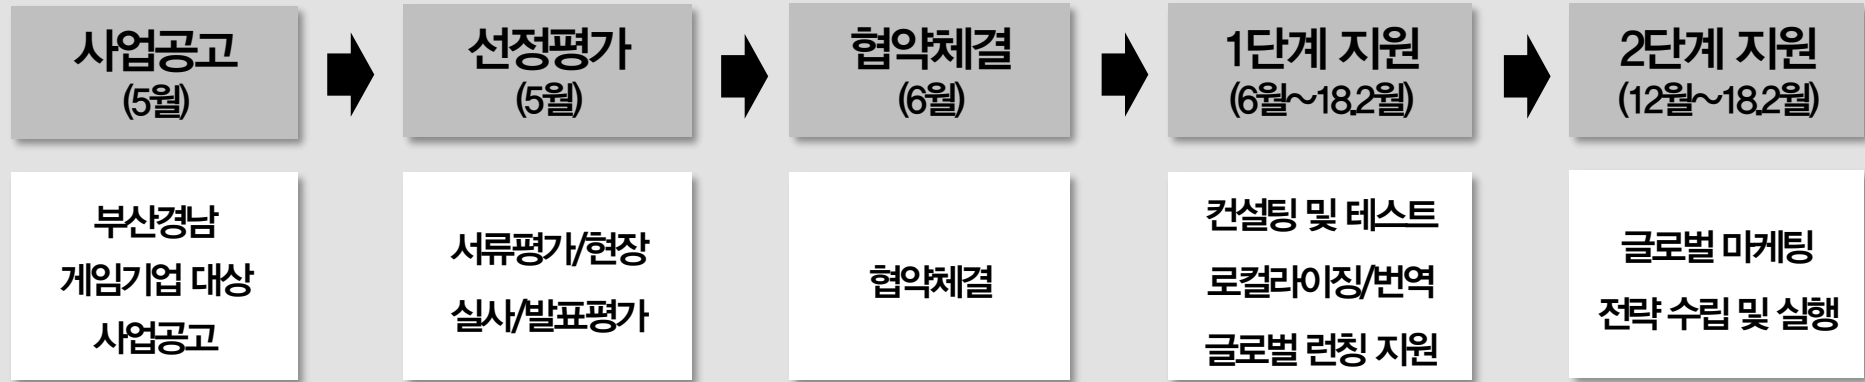 사업공고
(5월)
선정평가
(5월)
협약체결
(6월)
1단계 지원
(6월~18.2월)
2단계 지원
(12월~18.2월)
부산경남
게임기업 대상
사업공고
서류평가/현장
실사/발표평가
협약체결
컨설팅 및 테스트
로컬라이징/번역
글로벌 런칭 지원
글로벌 마케팅
전략 수립 및 실행